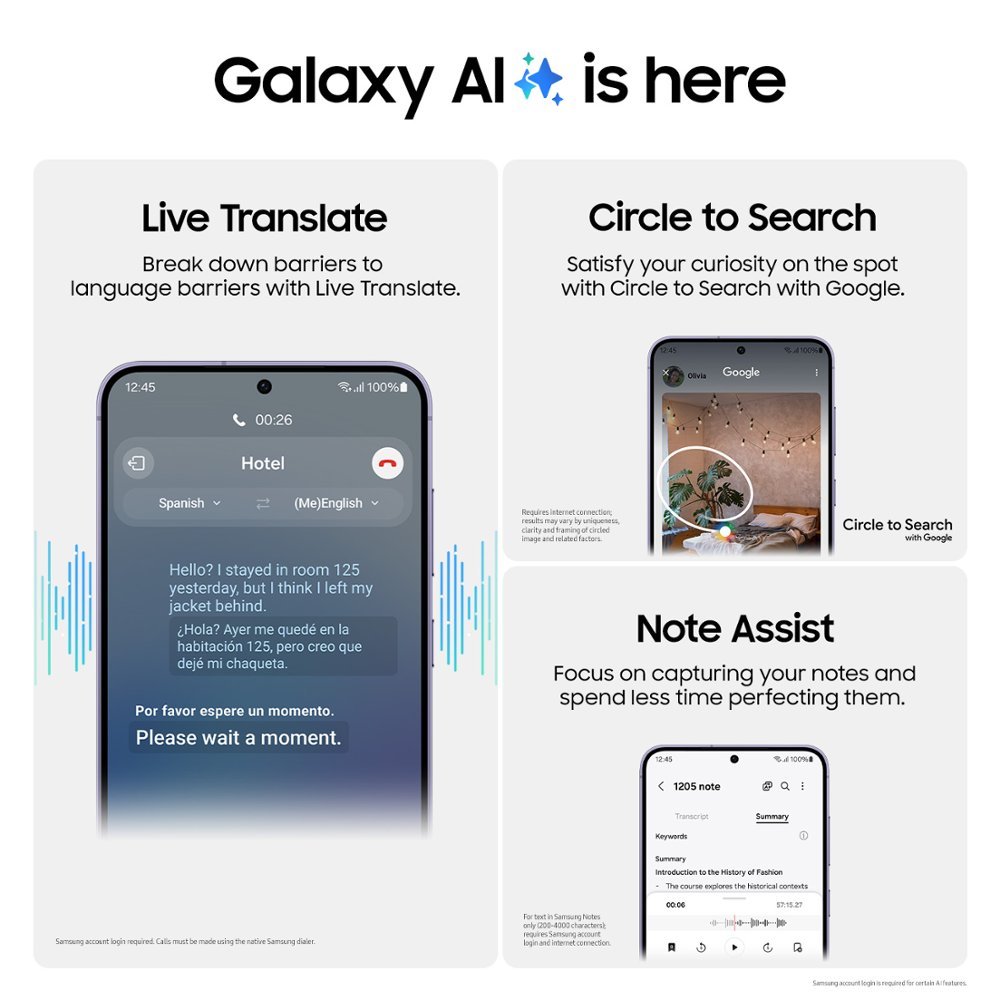 Galaxy AI is here
Live Translate
Break down barriers to
language barriers with Live Translate.
12:45
100%
00:26
Hotel
Spanish
(Me)English
Hello? I stayed in room 125
yesterday, but I think I left my
jacket behind.
¿Hola? Ayer me quedé en la
habitación 125, pero creo que
dejé mi chaqueta.
Por favor espere un momento.
Please wait a moment.
Samsung account login required. Calls must be made using the native Samsung dialer.
Circle to Search
Satisfy your curiosity on the spot
with Circle to Search with Google.
12:45
100%
Olivia
Google
Requires internet connection;
results may vary by uniqueness,
clarity and framing of circled
image and related factors.
Circle to Search
with Google
Note Assist
Focus on capturing your notes and
spend less time perfecting them.
12:45
100%
1205 note
Transcript
Summary
Keywords
Summary
Introduction to the History of Fashion
- The course explores the historical contexts
00:06
57:15.27
For text in Samsung Notes
only (200-4000 characters);
requires Samsung account
login and internet connection.
Samsung account login is required for certain AI features.